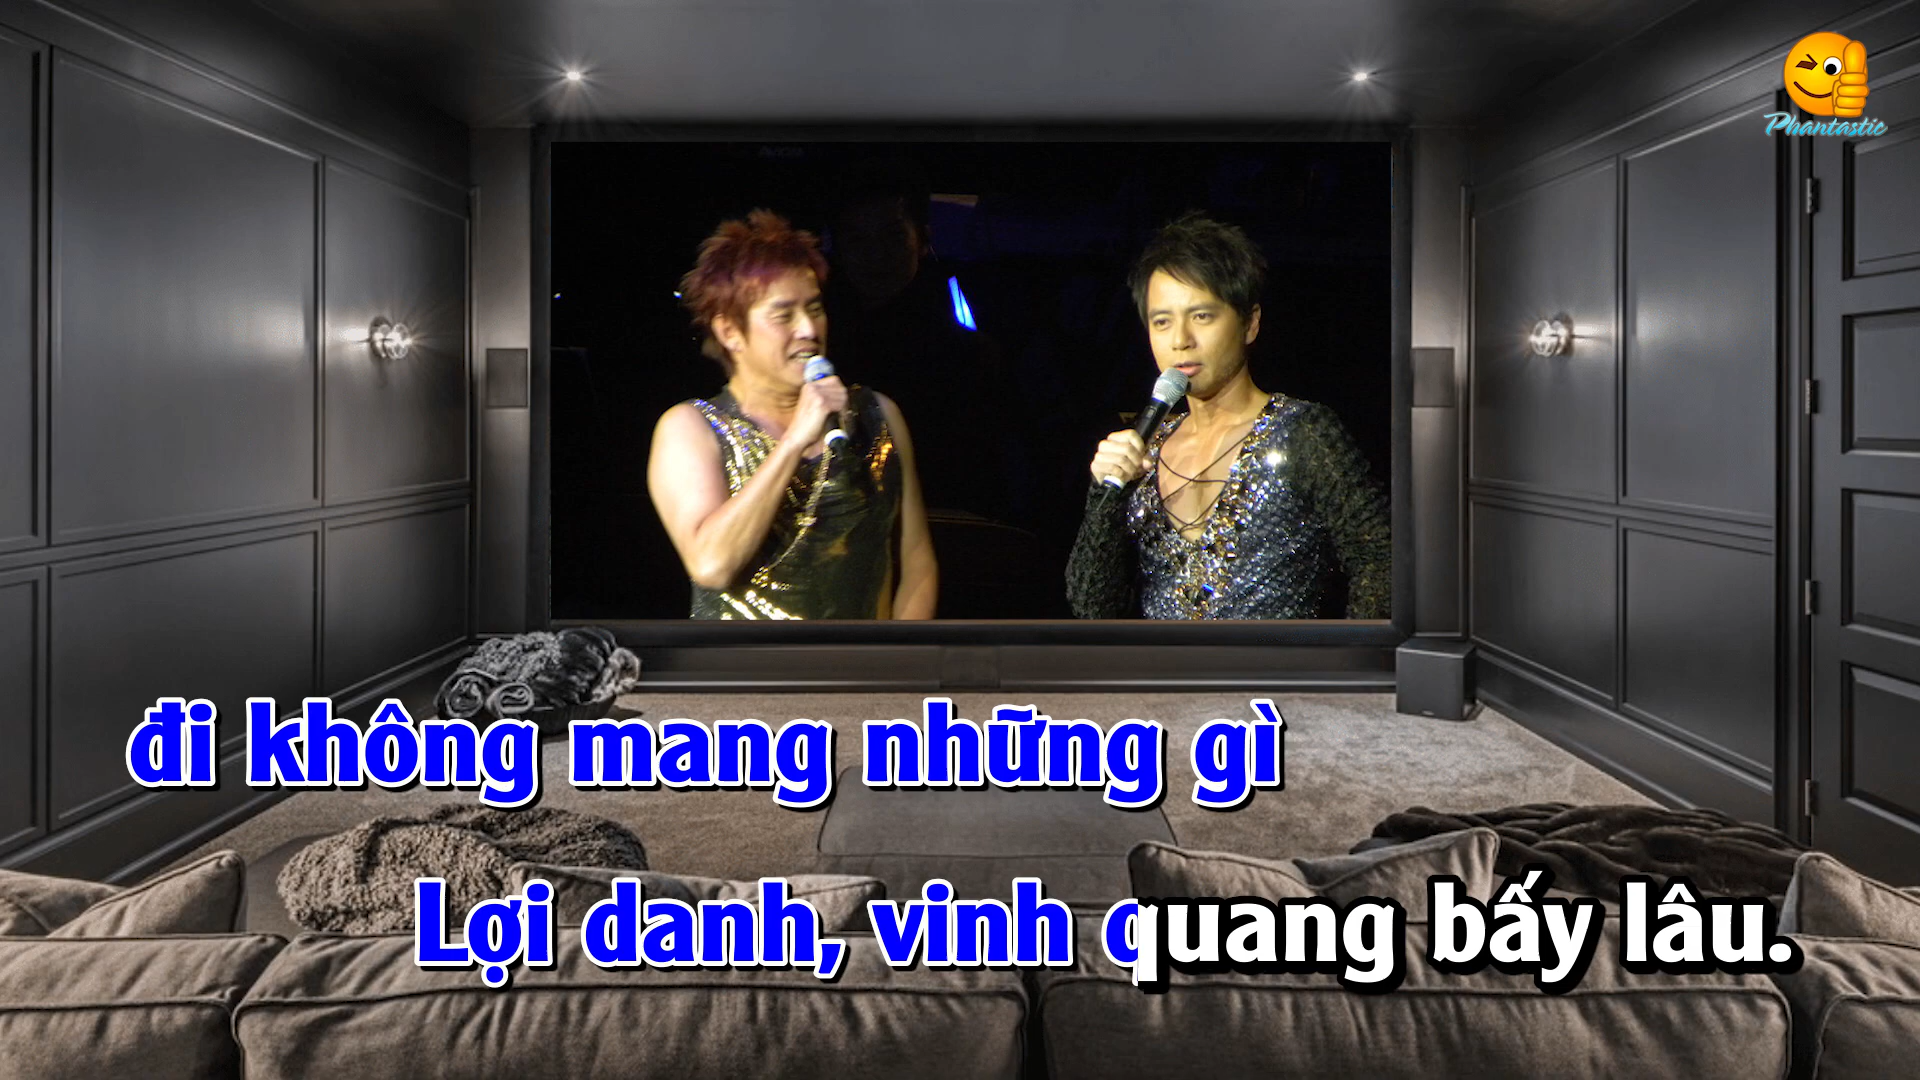 Phantastic
đi không mang những gì
Lợi danh, vinh quang bấy lâu.